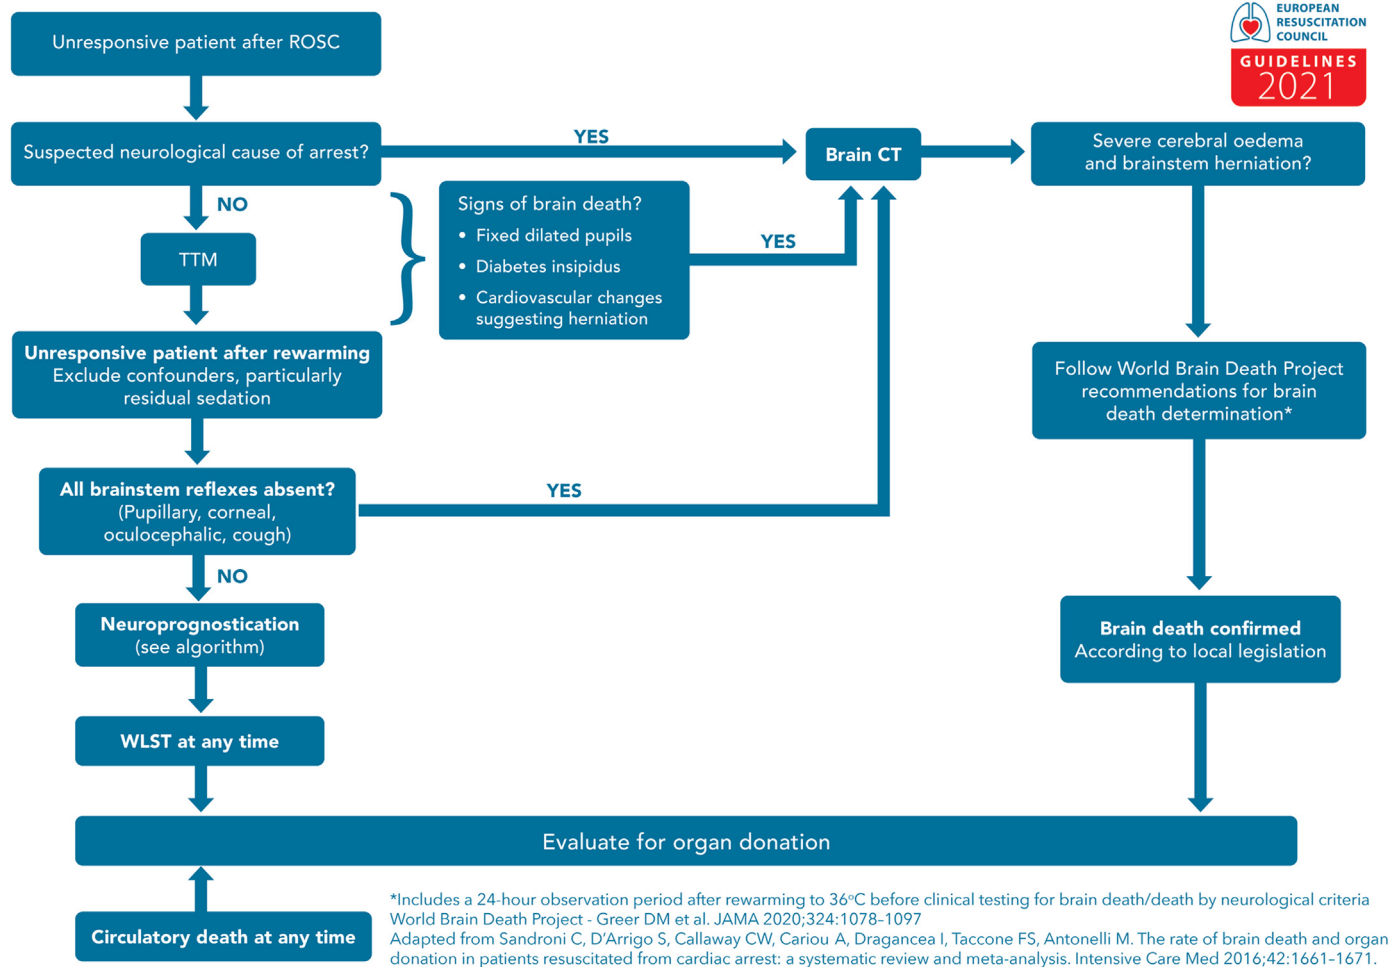 EUROPEAN
RESUSCITATION
COUNCIL
GUIDELINES
2021
Unresponsive patient after ROSC
Suspected neurological cause of arrest?
YES
Brain CT
Severe cerebral oedema
and brainstem herniation?
NO
TTM
Signs of brain death?
• Fixed dilated pupils
• Diabetes insipidus
• Cardiovascular changes
suggesting herniation
YES
Unresponsive patient after rewarming
Exclude confounders, particularly
residual sedation
Follow World Brain Death Project
recommendations for brain
death determination*
All brainstem reflexes absent?
(Pupillary, corneal,
oculocephalic, cough)
YES
NO
Neuroprognostication
(see algorithm)
Brain death confirmed
According to local legislation
WLST at any time
Evaluate for organ donation
Circulatory death at any time
*Includes a 24-hour observation period after rewarming to 36ºC before clinical testing for brain death/death by neurological criteria
World Brain Death Project - Greer DM et al. JAMA 2020;324:1078–1097
Adapted from Sandroni C, D’Arrigo S, Callaway CW, Cariou A, Dragancea I, Taccone FS, Antonelli M. The rate of brain death and organ
donation in patients resuscitated from cardiac arrest: a systematic review and meta-analysis. Intensive Care Med 2016;42:1661–1671.